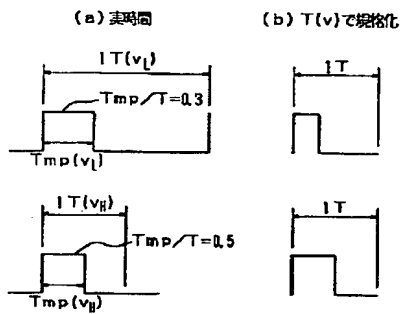 (a) 実時間
(b) T(v)で規格化
1T(vL)
1T
Tmp/T=0.3
Tmp(vL)
1T(vH)
1T
Tmp/T=0.5
Tmp(vH)